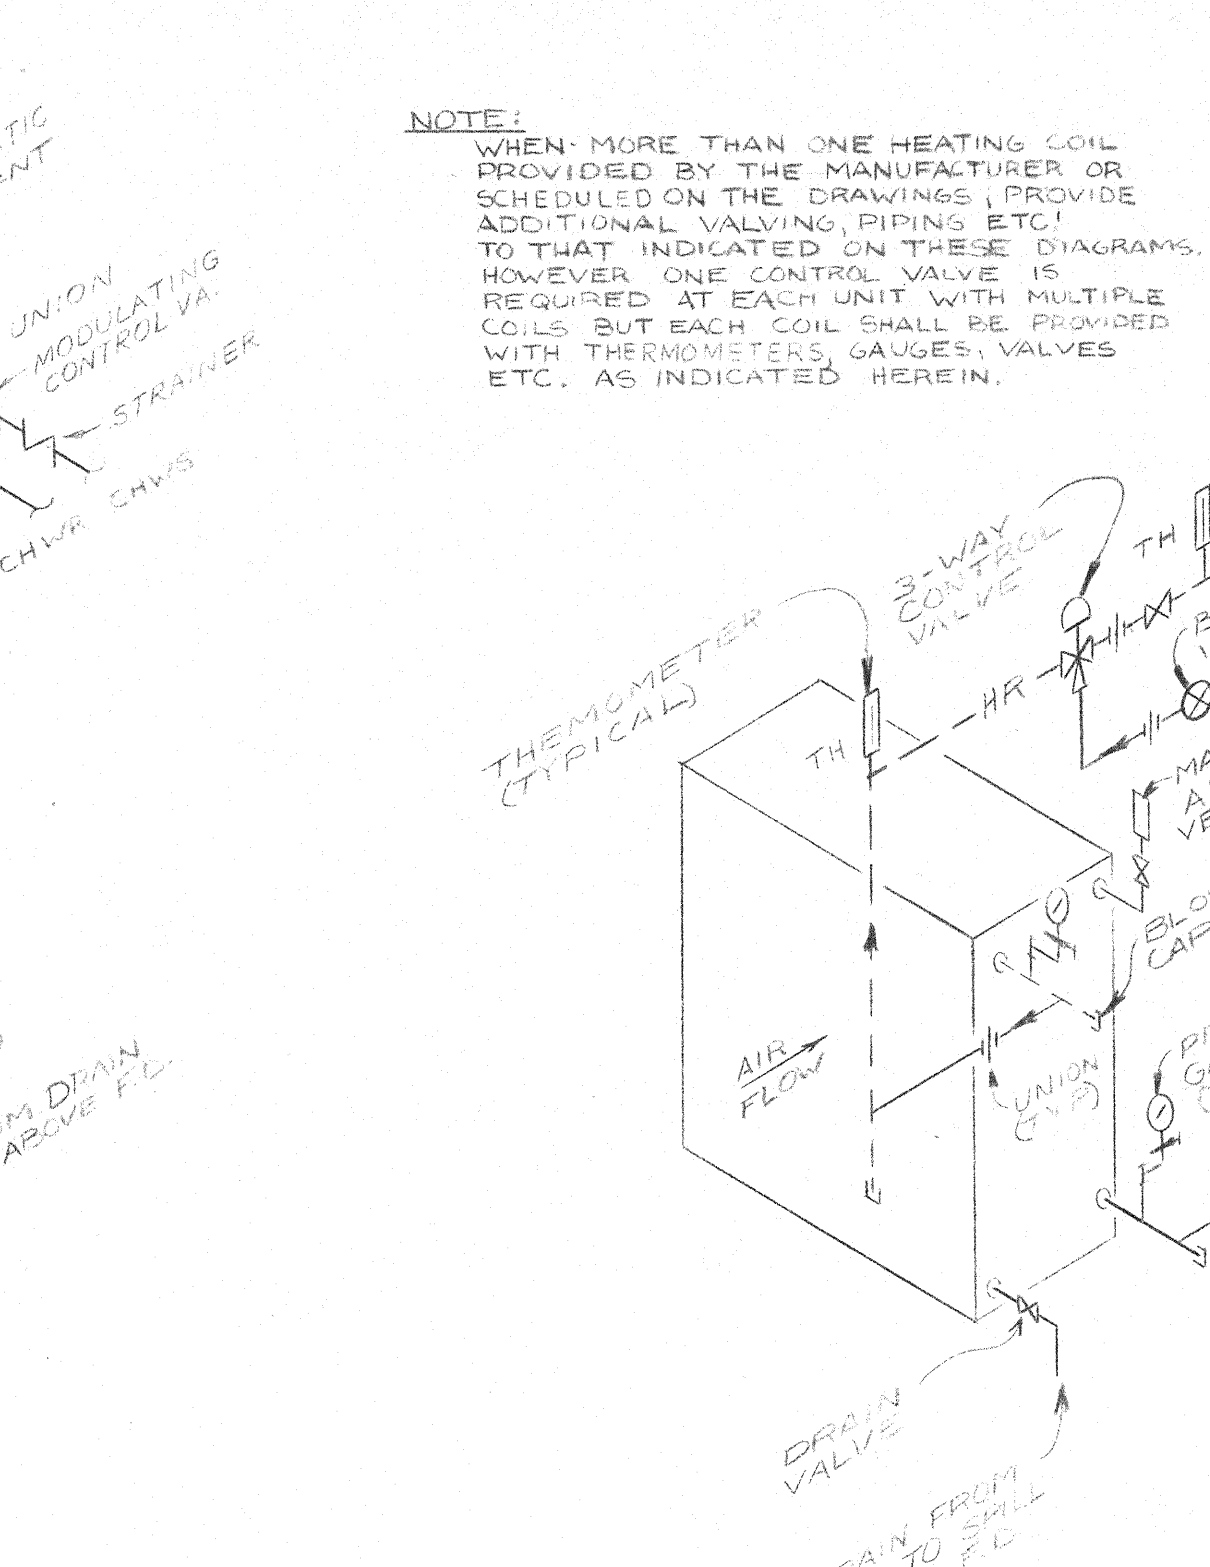 NOTE:
WHEN MORE THAN ONE HEATING COIL
PROVIDED BY THE MANUFACTURER OR
SCHEDULED ON THE DRAWINGS, PROVIDE
ADDITIONAL VALVING, PIPING ETC.
TO THAT INDICATED ON THESE DIAGRAMS.
HOWEVER ONE CONTROL VALVE IS
REQUIRED AT EACH UNIT WITH MULTIPLE
COILS BUT EACH COIL SHALL BE PROVIDED
WITH THERMOMETERS, GAUGES, VALVES
ETC. AS INDICATED HEREIN.
UNION
MODULATING
CONTROL VA.
STRAINER
CHWS
CHWR
3-WAY
CONTROL
VALVE
TH
THEMOMETER
(TYPICAL)
TH
HR
AIR
FLOW
UNION
(TYP)
DRAIN
ABOVE F.D.
DRAIN
VALVE
FROM
TO SPILL
F.D.